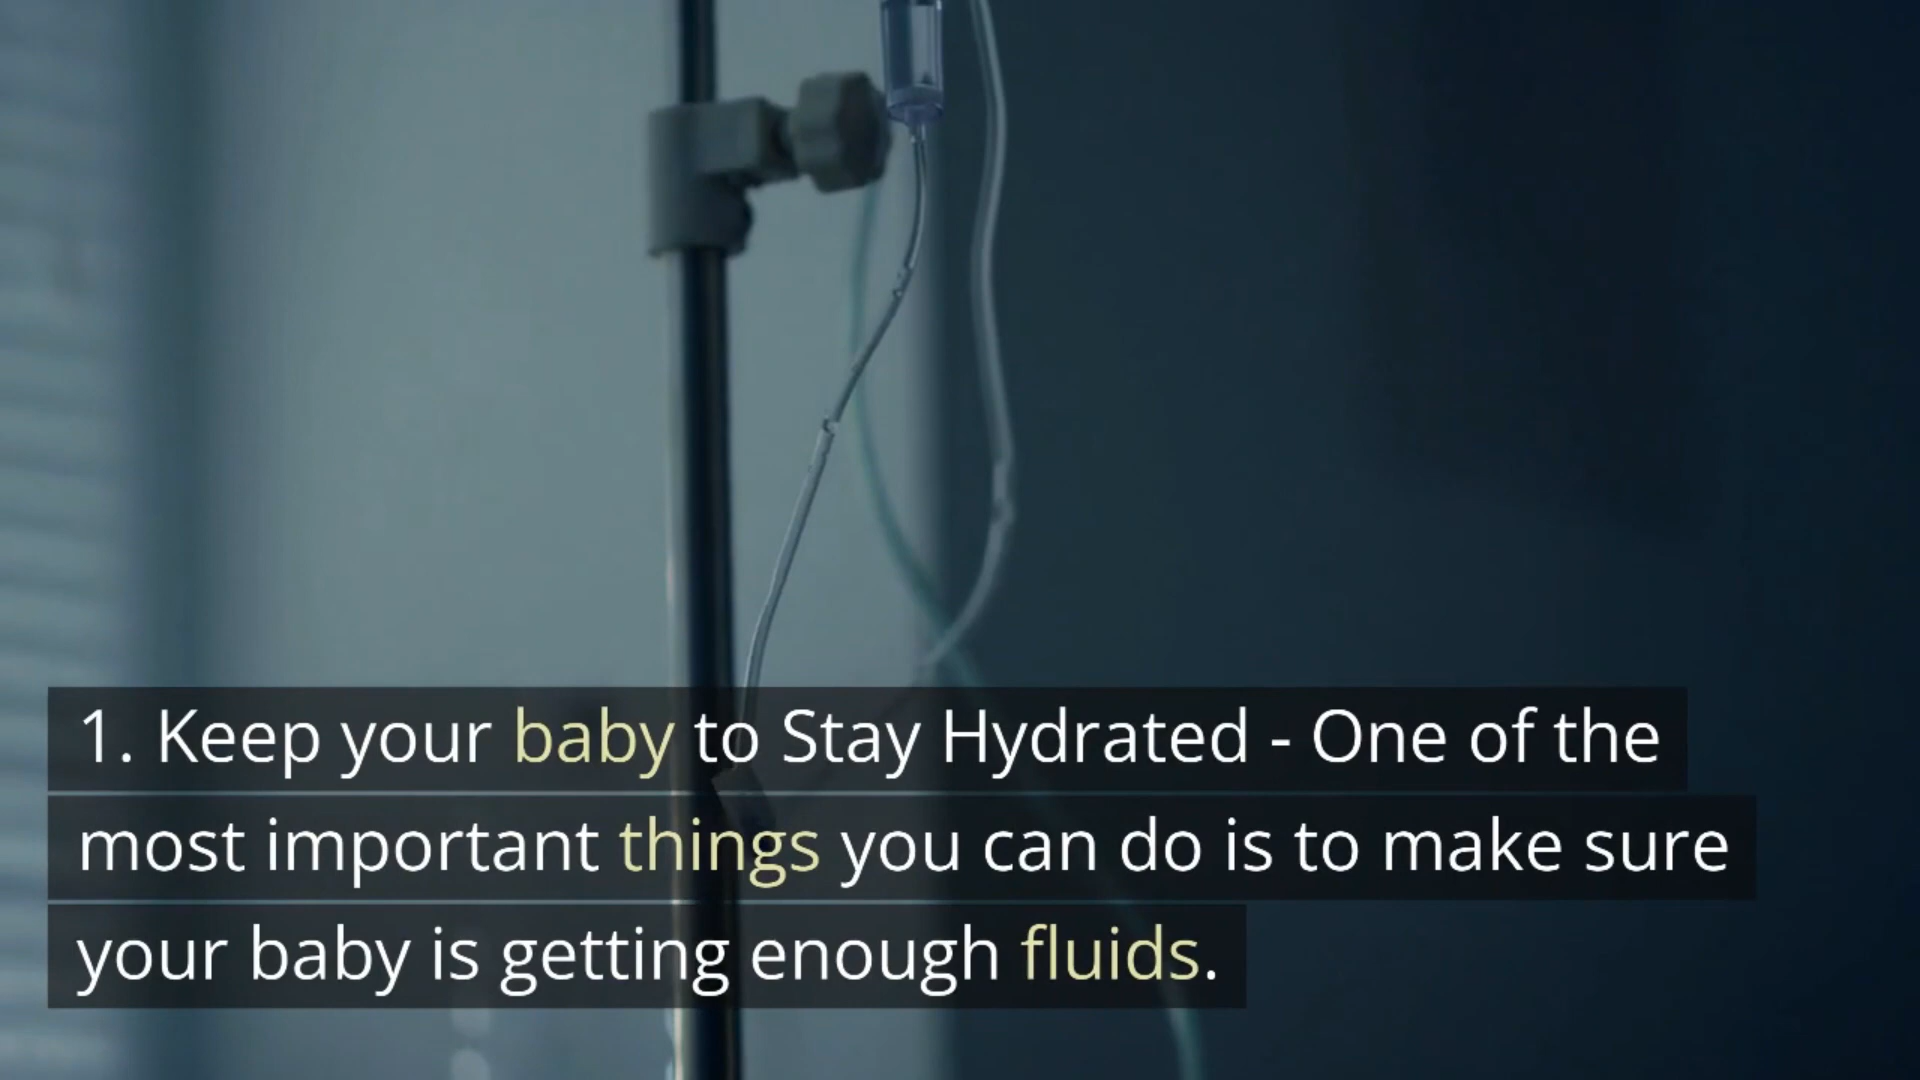 1. Keep your baby to Stay Hydrated - One of the
most important things you can do is to make sure
your baby is getting enough fluids.